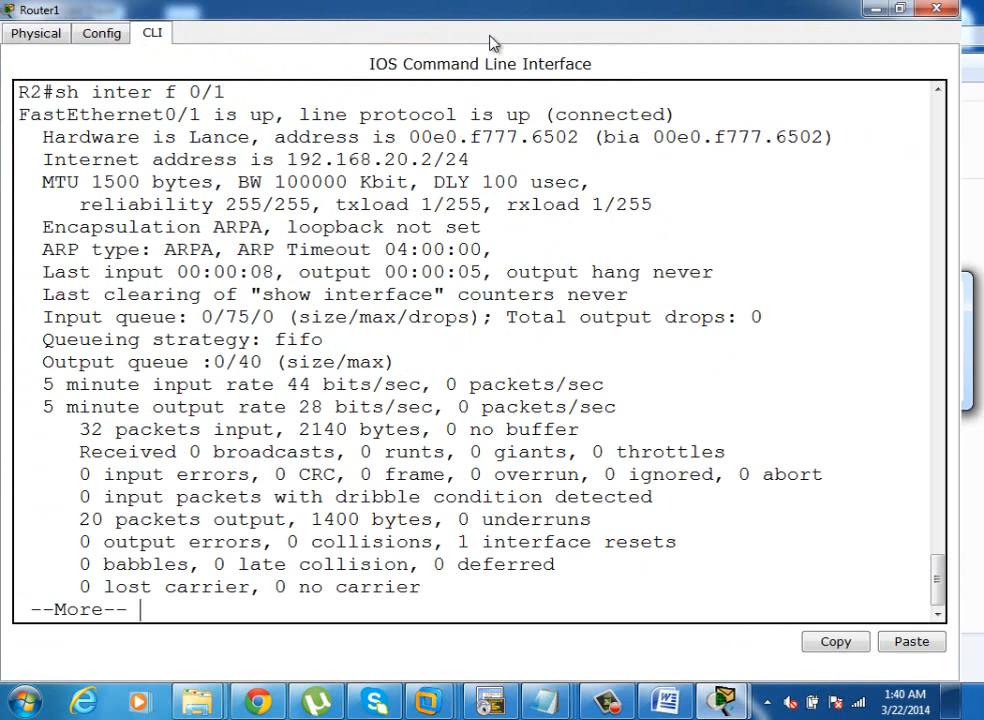 Router1
Physical
Config
CLI
IOS Command Line Interface
R2#sh inter f 0/1
FastEthernet0/1 is up, line protocol is up (connected)
Hardware is Lance, address is 00e0.f777.6502 (bia 00e0.f777.6502)
Internet address is 192.168.20.2/24
MTU 1500 bytes, BW 100000 Kbit, DLY 100 usec,
reliability 255/255, txload 1/255, rxload 1/255
Encapsulation ARPA, loopback not set
ARP type: ARPA, ARP Timeout 04:00:00,
Last input 00:00:08, output 00:00:05, output hang never
Last clearing of "show interface" counters never
Input queue: 0/75/0 (size/max/drops); Total output drops: 0
Queueing strategy: fifo
Output queue :0/40 (size/max)
5 minute input rate 44 bits/sec, 0 packets/sec
5 minute output rate 28 bits/sec, 0 packets/sec
32 packets input, 2140 bytes, 0 no buffer
Received 0 broadcasts, 0 runts, 0 giants, 0 throttles
0 input errors, 0 CRC, 0 frame, 0 overrun, 0 ignored, 0 abort
0 input packets with dribble condition detected
20 packets output, 1400 bytes, 0 underruns
0 output errors, 0 collisions, 1 interface resets
0 babbles, 0 late collision, 0 deferred
0 lost carrier, 0 no carrier
--More--
Copy
Paste
1:40 AM
3/22/2014